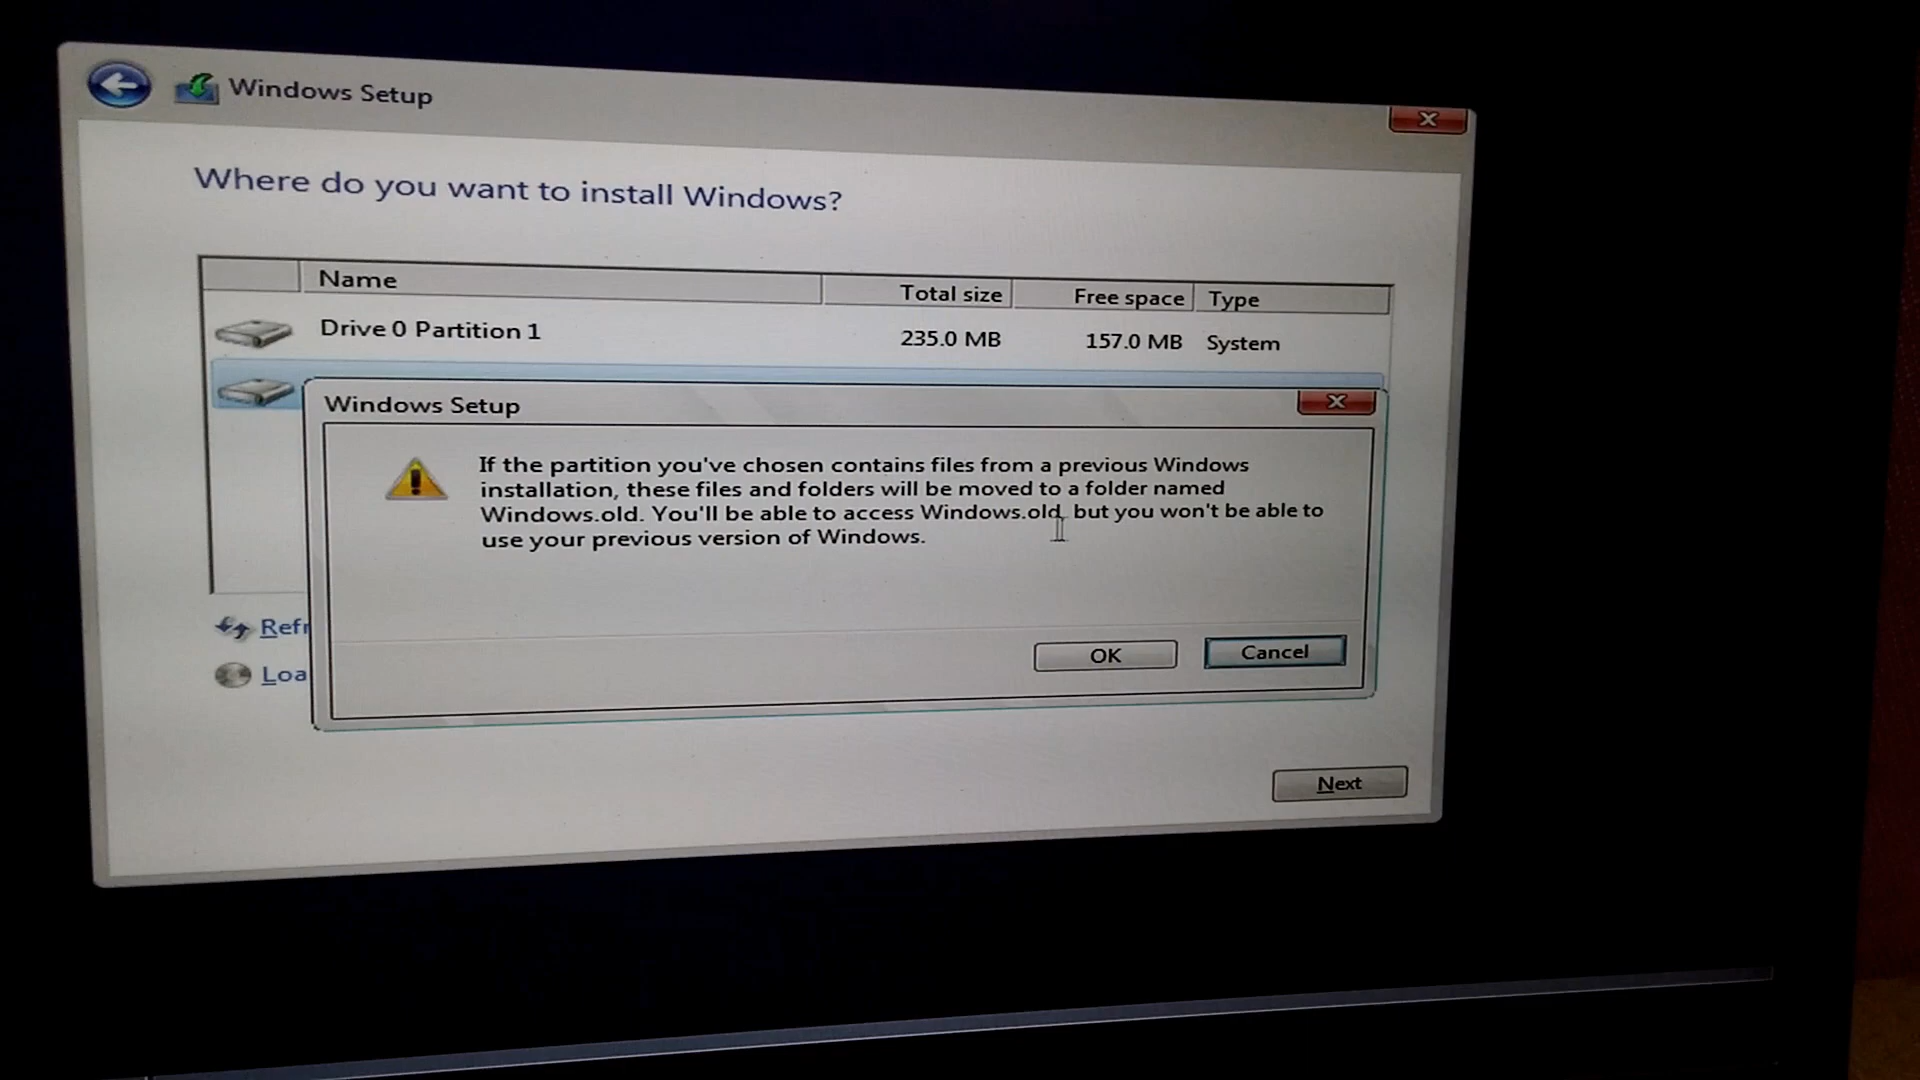 Windows Setup
Where do you want to install Windows?
Name Total size Free space Type
Drive 0 Partition 1 235.0 MB 157.0 MB System
Windows Setup
If the partition you've chosen contains files from a previous Windows
installation, these files and folders will be moved to a folder named
Windows.old. You'll be able to access Windows.old, but you won't be able to
use your previous version of Windows.
Refr
Loa
OK Cancel
Next